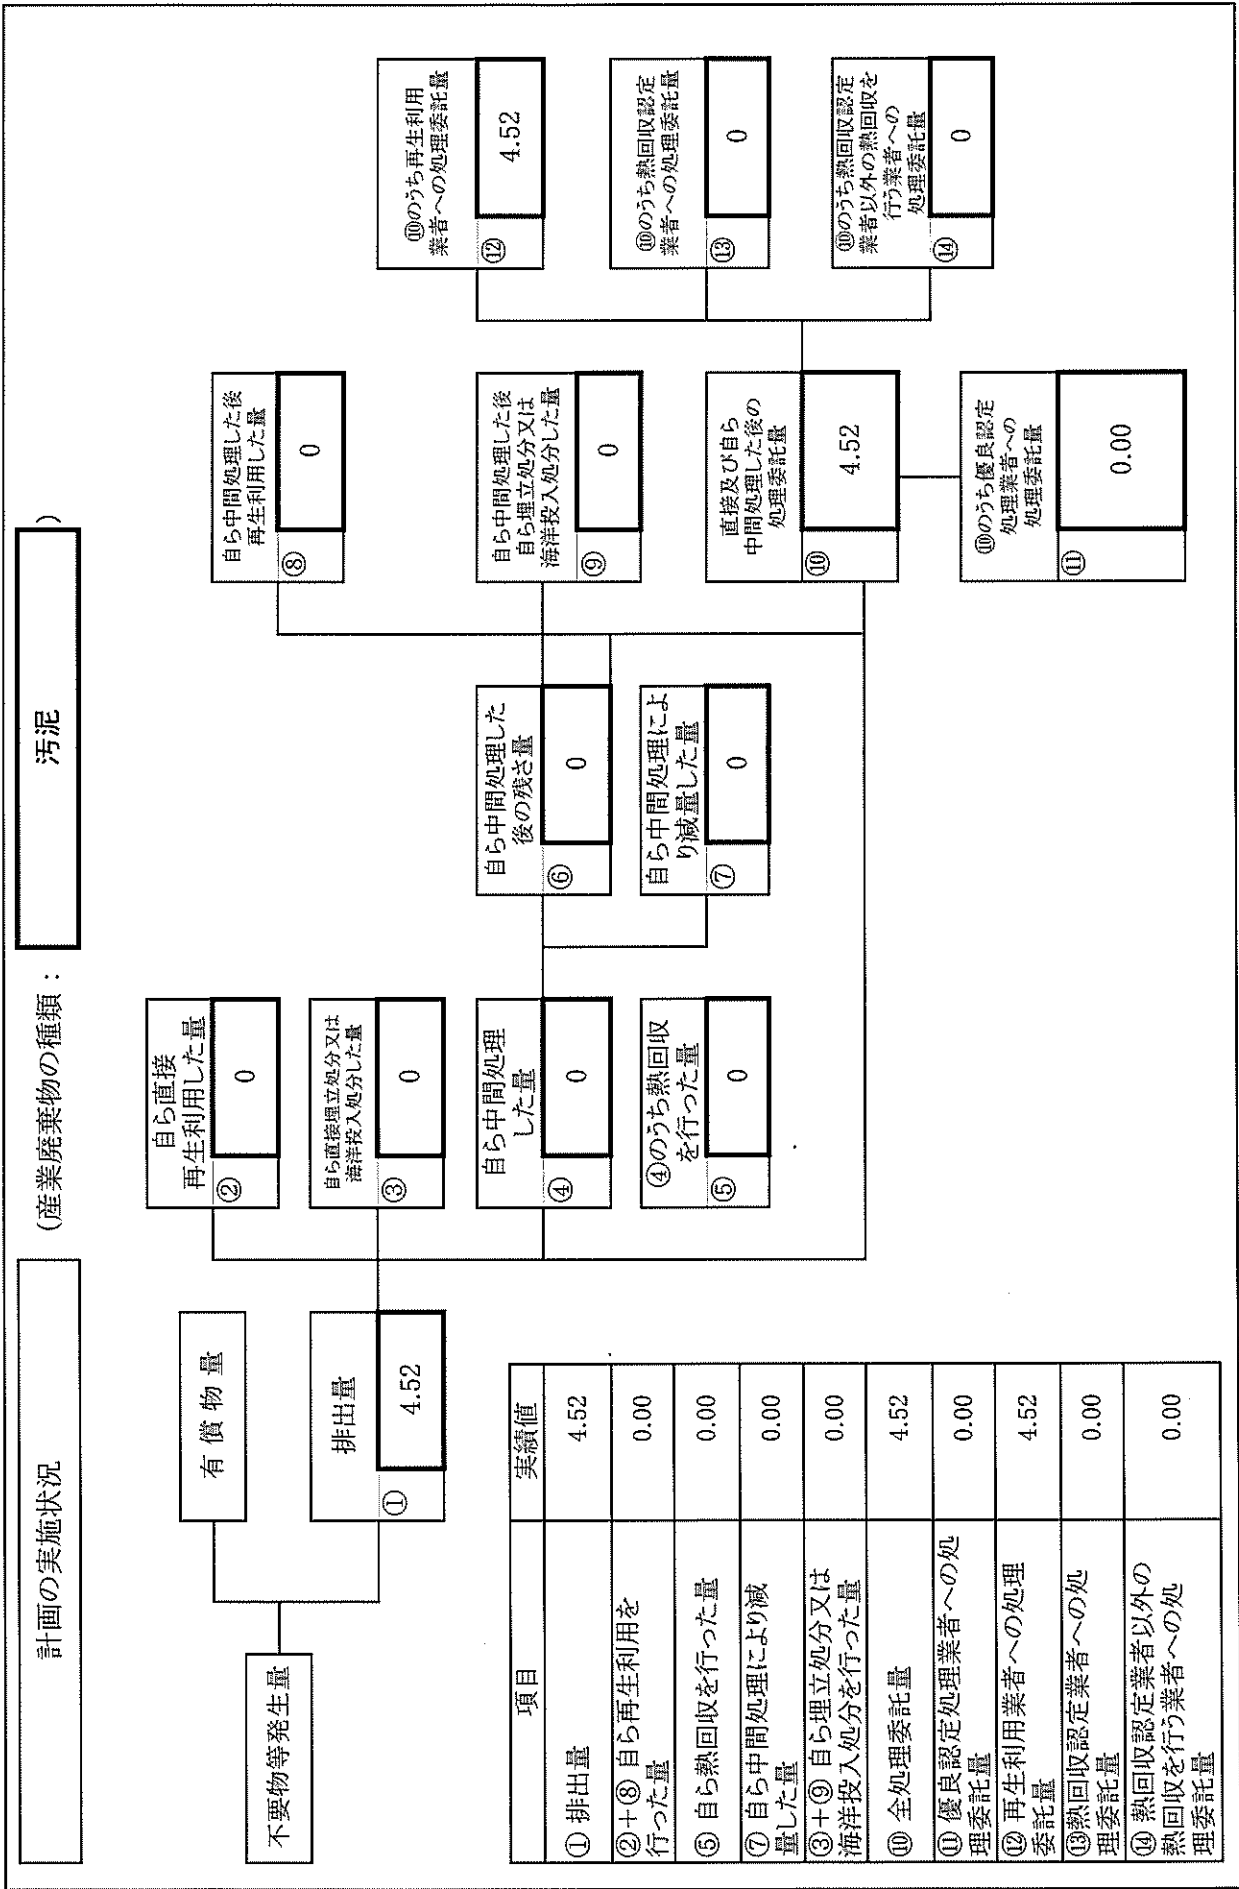 計画の実施状況
（産業廃棄物の種類：
汚泥
）
不要物等発生量
有償物量
排出量
①
4.52
自ら直接
再生利用した量
②
0
自ら直接埋立処分又は
海洋投入処分した量
③
0
自ら中間処理
した量
④
0
④のうち熱回収
を行った量
⑤
0
自ら中間処理した
後の残さ量
⑥
0
自ら中間処理によ
り減量した量
⑦
0
自ら中間処理した後
再生利用した量
⑧
0
自ら中間処理した後
自ら埋立処分又は
海洋投入処分した量
⑨
0
直接及び自ら
中間処理した後の
処理委託量
⑩
4.52
⑩のうち優良認定
処理業者への
処理委託量
⑪
0.00
⑩のうち再生利用
業者への処理委託量
⑫
4.52
⑩のうち熱回収認定
業者への処理委託量
⑬
0
⑩のうち熱回収認定
業者以外の熱回収を
行う業者への
処理委託量
⑭
0
項目
実績値
① 排出量
4.52
②＋⑧ 自ら再生利用を
行った量
0.00
⑤ 自ら熱回収を行った量
0.00
⑦ 自ら中間処理により減
量した量
0.00
③＋⑨ 自ら埋立処分又は
海洋投入処分を行った量
0.00
⑩ 全処理委託量
4.52
⑪ 優良認定処理業者への処
理委託量
0.00
⑫ 再生利用業者への処理
委託量
4.52
⑬熱回収認定業者への処
理委託量
0.00
⑭ 熱回収認定業者以外の
熱回収を行う業者への処
理委託量
0.00